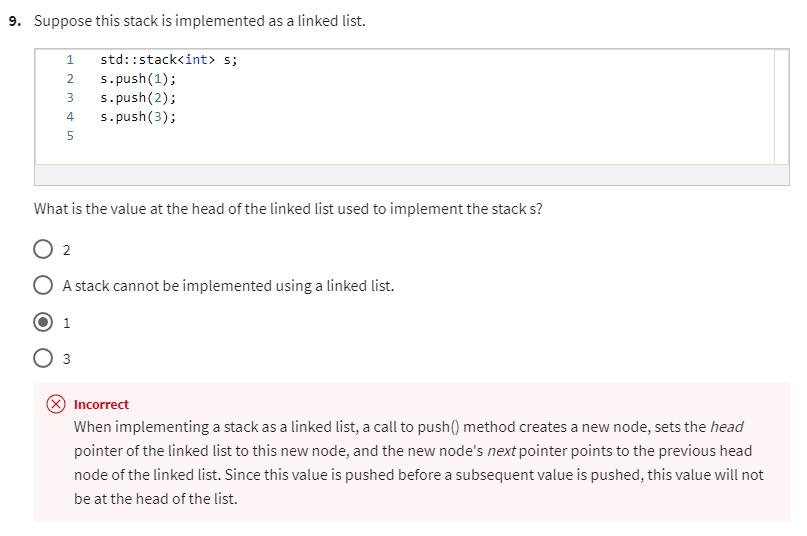 9. Suppose this stack is implemented as a linked list.
1 std::stack<int> s;
2 s.push(1);
3 s.push(2);
4 s.push(3);
5
What is the value at the head of the linked list used to implement the stack s?
2
A stack cannot be implemented using a linked list.
1
3
Incorrect
When implementing a stack as a linked list, a call to push() method creates a new node, sets the head
pointer of the linked list to this new node, and the new node's next pointer points to the previous head
node of the linked list. Since this value is pushed before a subsequent value is pushed, this value will not
be at the head of the list.